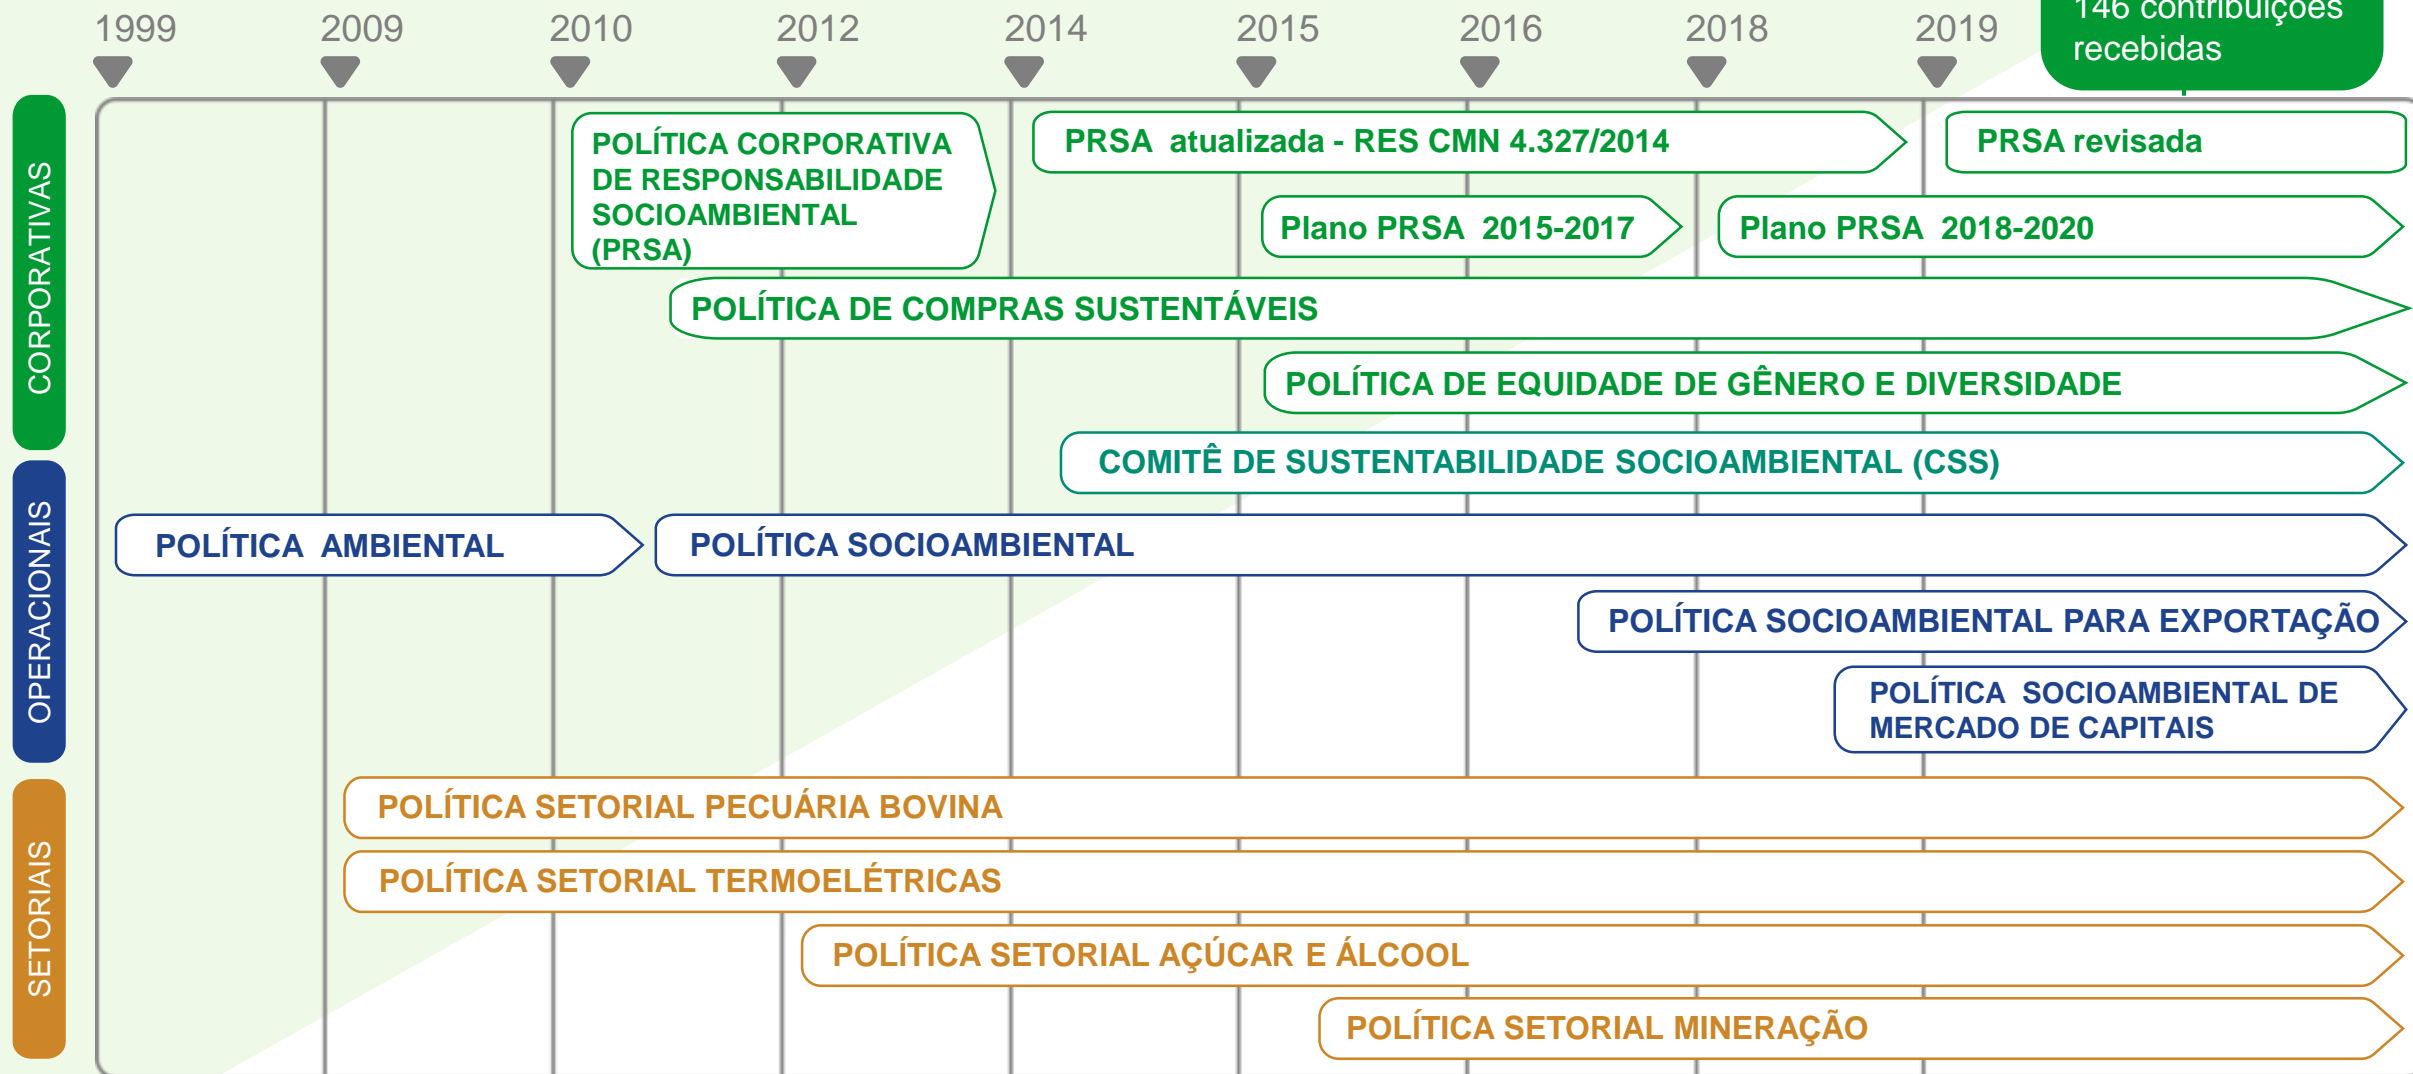 1999 2009 2010 2012 2014 2015 2016 2018 2019
146 contribuições
recebidas
CORPORATIVAS
POLÍTICA CORPORATIVA
DE RESPONSABILIDADE
SOCIOAMBIENTAL
(PRSA)
PRSA atualizada - RES CMN 4.327/2014
PRSA revisada
Plano PRSA 2015-2017
Plano PRSA 2018-2020
POLÍTICA DE COMPRAS SUSTENTÁVEIS
POLÍTICA DE EQUIDADE DE GÊNERO E DIVERSIDADE
COMITÊ DE SUSTENTABILIDADE SOCIOAMBIENTAL (CSS)
OPERACIONAIS
POLÍTICA AMBIENTAL
POLÍTICA SOCIOAMBIENTAL
POLÍTICA SOCIOAMBIENTAL PARA EXPORTAÇÃO
POLÍTICA SOCIOAMBIENTAL DE
MERCADO DE CAPITAIS
SETORIAIS
POLÍTICA SETORIAL PECUÁRIA BOVINA
POLÍTICA SETORIAL TERMOELÉTRICAS
POLÍTICA SETORIAL AÇÚCAR E ÁLCOOL
POLÍTICA SETORIAL MINERAÇÃO